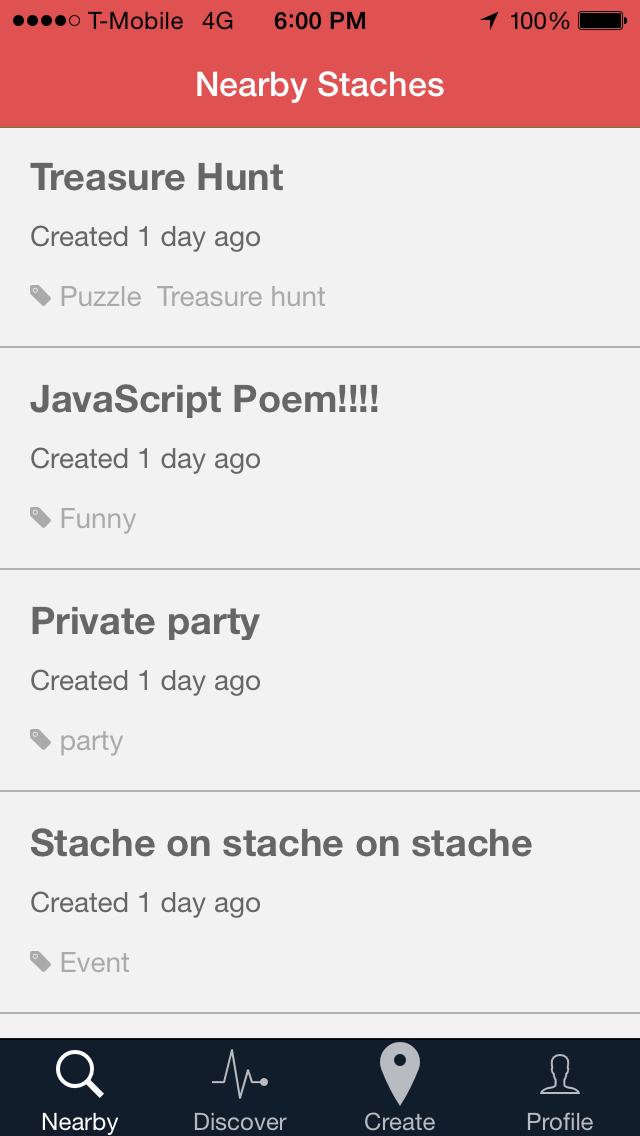 T-Mobile 4G 6:00 PM 100%
Nearby Staches
Treasure Hunt
Created 1 day ago
Puzzle Treasure hunt
JavaScript Poem!!!!
Created 1 day ago
Funny
Private party
Created 1 day ago
party
Stache on stache on stache
Created 1 day ago
Event
Nearby Discover Create Profile